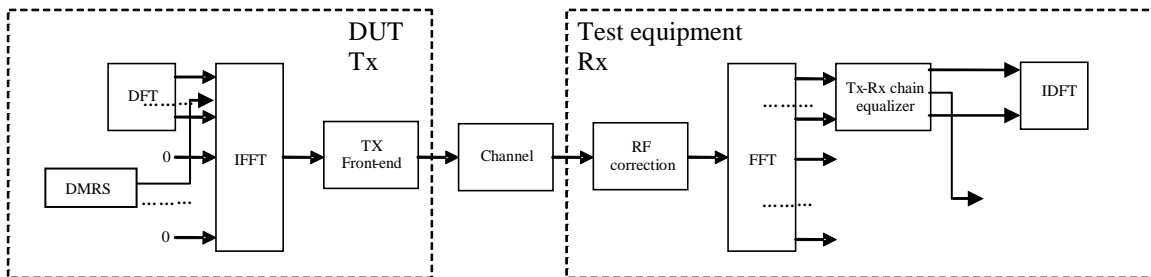 DUT
Tx
Test equipment
Rx
DFT
………
IFFT
0
DMRS
………
0
TX
Front-end
Channel
RF
correction
FFT
………
………
Tx-Rx chain
equalizer
IDFT